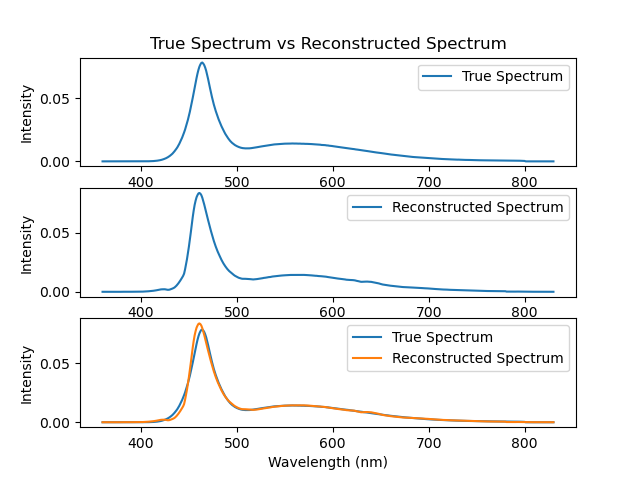 True Spectrum vs Reconstructed Spectrum
True Spectrum
0.05
0.00
Intensity
400 500 600 700 800
Reconstructed Spectrum
0.05
0.00
Intensity
400 500 600 700 800
True Spectrum
Reconstructed Spectrum
0.05
0.00
Intensity
400 500 600 700 800
Wavelength (nm)